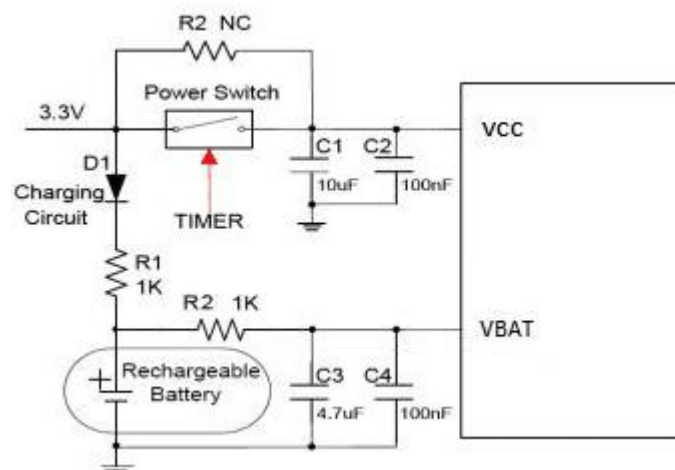 R2 NC
Power Switch
3.3V
VCC
C1
C2
D1
10uF
100nF
Charging
Circuit
TIMER
R1
1K
R2 1K
VBAT
+
Rechargeable
Battery
C3
C4
4.7uF
100nF